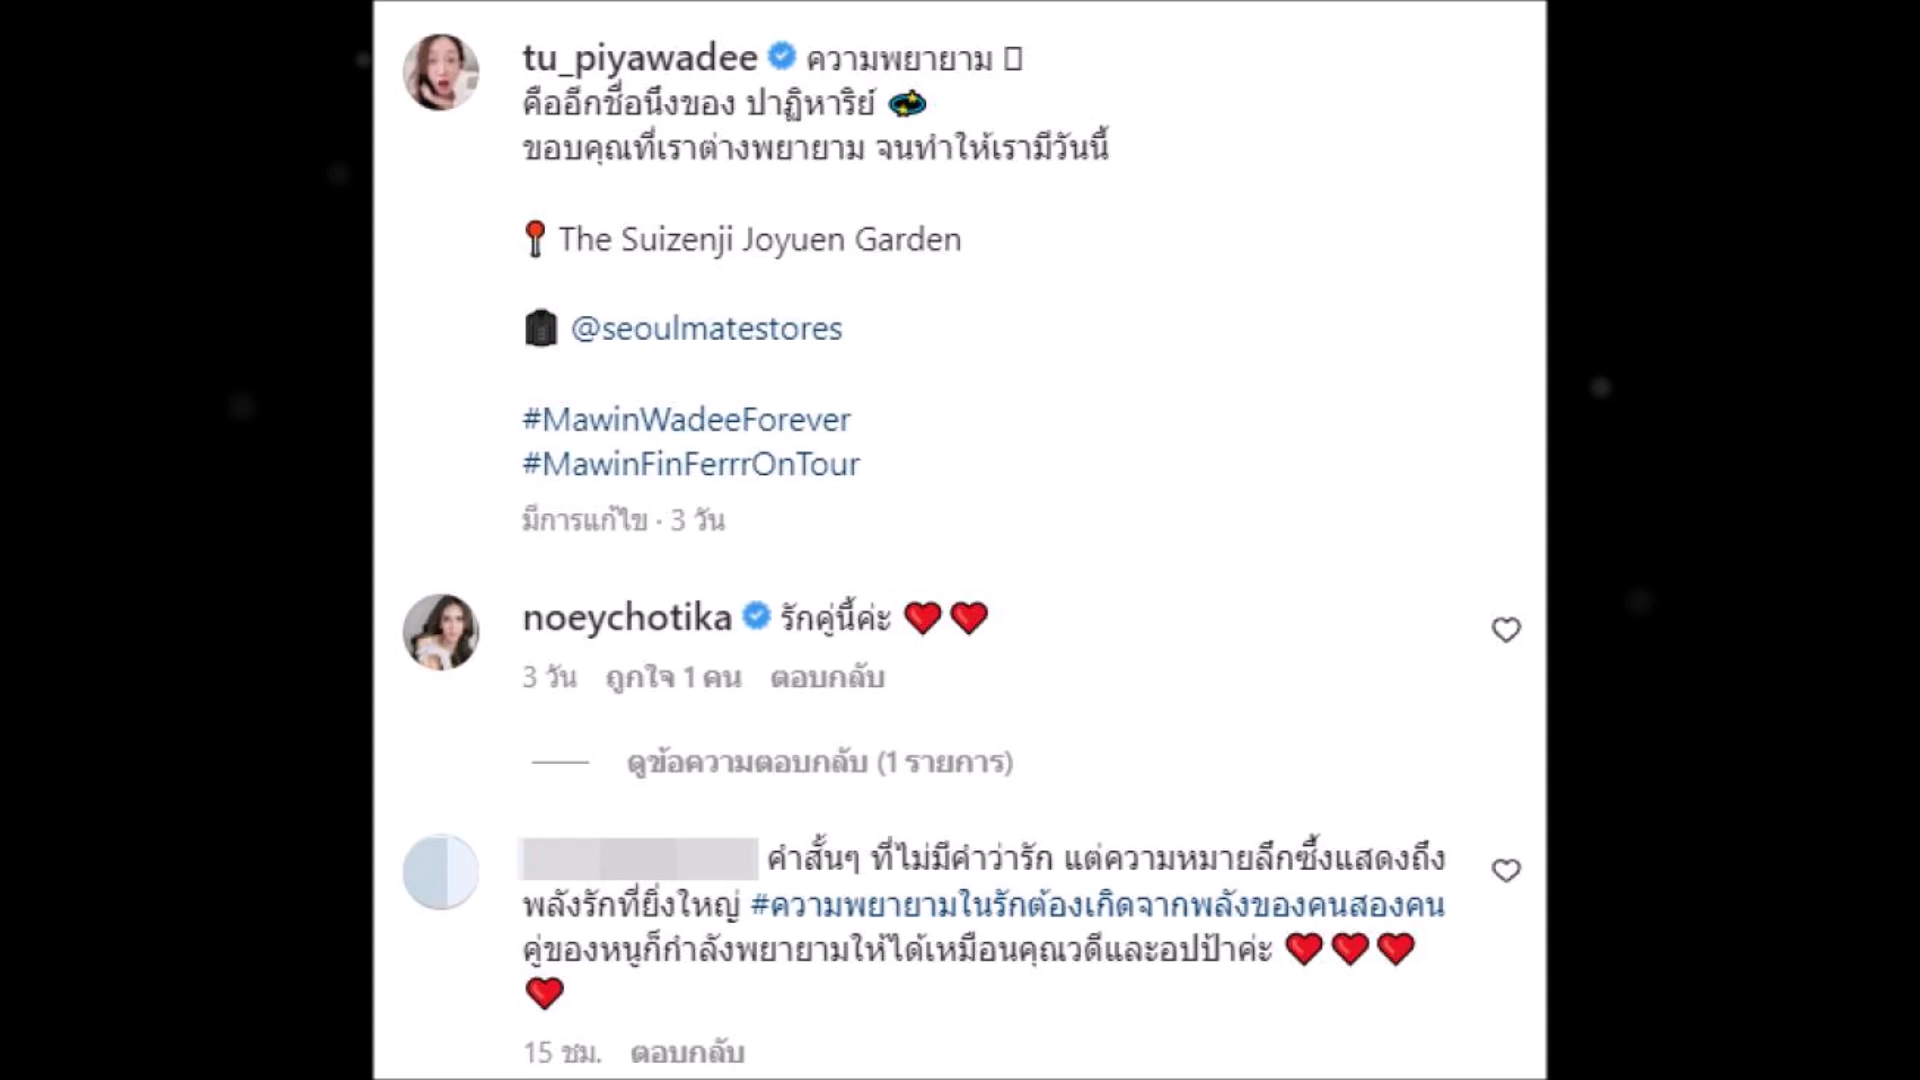 tu_piyawadee ความพยายาม
คืออีกชื่อนึงของ ปาฏิหาริย์ 💫
ขอบคุณที่เราต่างพยายาม จนทำให้เรามีวันนี้
📍 The Suizenji Joyuen Garden
@seoulmatestores
#MawinWadeeForever
#MawinFinFerrrOnTour
มีการแก้ไข · 3 วัน
noeychotika รักคู่นี้ค่ะ ❤️❤️
3 วัน ถูกใจ 1 คน ตอบกลับ
ดูข้อความตอบกลับ (1 รายการ)
คำสั้นๆ ที่ไม่มีคำว่ารัก แต่ความหมายลึกซึ้งแสดงถึง
พลังรักที่ยิ่งใหญ่ #ความพยายามในรักต้องเกิดจากพลังของคนสองคน
คู่ของหนูก็กำลังพยายามให้ได้เหมือนคุณวดีและอปป้าค่ะ ❤️❤️❤️
❤️
15 ชม. ตอบกลับ